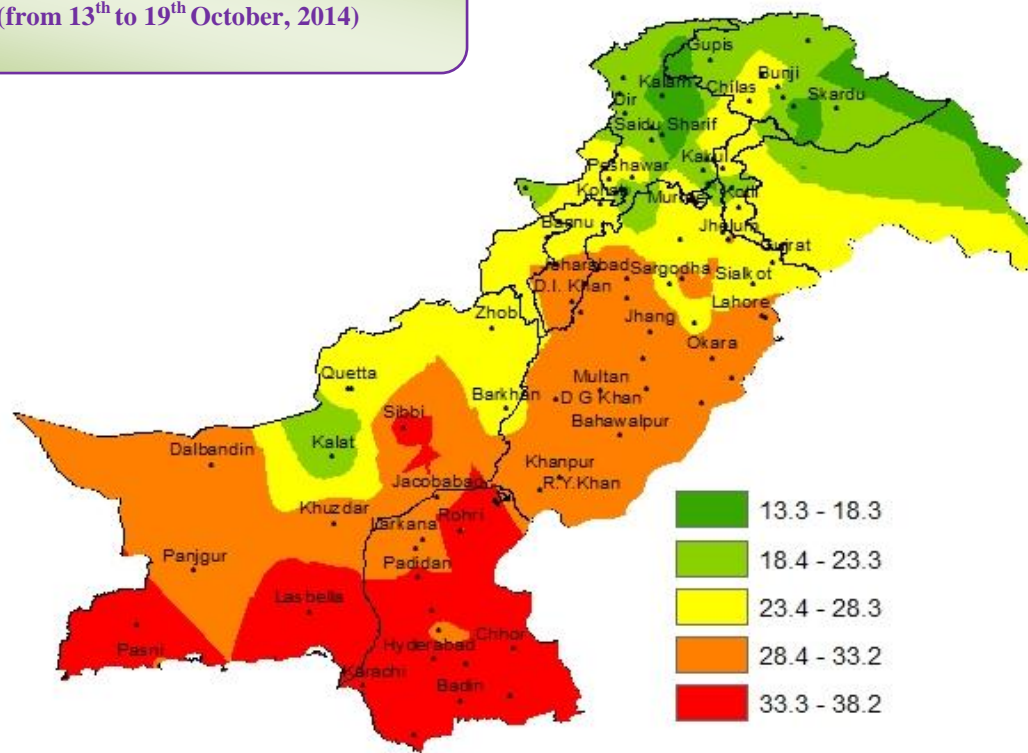 (from 13th to 19th October, 2014)
Gupis
Kalam
Chilas
Bunji
Dir
Skardu
Saidu Sharif
Kakul
Peshawar
Kohat
Murree
Kotli
Bannu
Jhelum
Gujrat
Joharabad
Sargodha
Sialkot
D.I. Khan
Lahore
Zhob
Jhang
Okara
Quetta
Multan
Barkhan
D G Khan
Sibbi
Bahawalpur
Dalbandin
Kalat
Khanpur
R.Y.Khan
Jacobabad
Khuzdar
Larkana
Rohri
Panjgur
Padidan
Lasbella
Pasni
Hyderabad
Chhor
Karachi
Badin
13.3 - 18.3
18.4 - 23.3
23.4 - 28.3
28.4 - 33.2
33.3 - 38.2